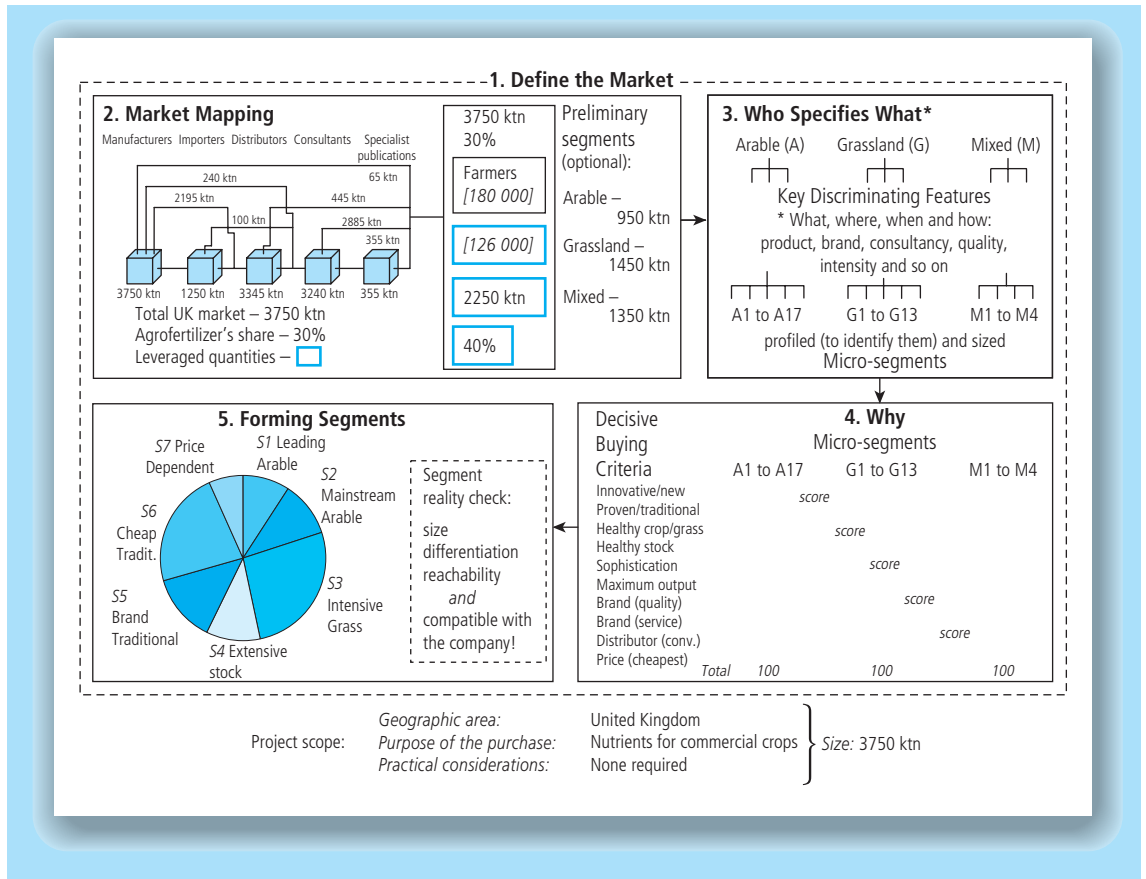 1. Define the Market
2. Market Mapping
Manufacturers Importers Distributors Consultants Specialist
publications
65 ktn
240 ktn
2195 ktn
445 ktn
100 ktn
2885 ktn
355 ktn
3750 ktn 1250 ktn 3345 ktn 3240 ktn 355 ktn
Total UK market – 3750 ktn
Agrofertilizer's share – 30%
Leveraged quantities –
3750 ktn
30%
Farmers
[180 000]
[126 000]
2250 ktn
40%
Preliminary
segments
(optional):
Arable –
950 ktn
Grassland –
1450 ktn
Mixed –
1350 ktn
3. Who Specifies What*
Arable (A) Grassland (G) Mixed (M)
Key Discriminating Features
* What, where, when and how:
product, brand, consultancy, quality,
intensity and so on
A1 to A17 G1 to G13 M1 to M4
profiled (to identify them) and sized
Micro-segments
4. Why
Micro-segments
Decisive
Buying
Criteria
A1 to A17 G1 to G13 M1 to M4
Innovative/new
Proven/traditional
Healthy crop/grass
Healthy stock
Sophistication
Maximum output
Brand (quality)
Brand (service)
Distributor (conv.)
Price (cheapest)
score
score
score
score
score
Total 100 100 100
5. Forming Segments
S7 Price
Dependent
S1 Leading
Arable
S2
Mainstream
Arable
S3
Intensive
Grass
S4 Extensive
stock
S5
Brand
Traditional
S6
Cheap
Tradit.
Segment
reality check:
size
differentiation
reachability
and
compatible with
the company!
Project scope:
Geographic area: United Kingdom
Purpose of the purchase: Nutrients for commercial crops
Practical considerations: None required
Size: 3750 ktn